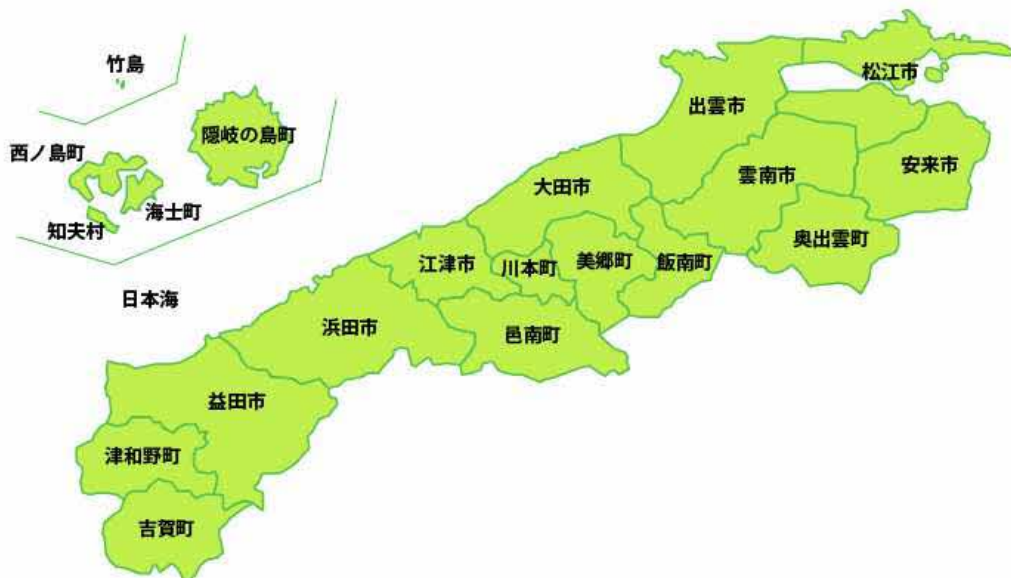 竹島
隠岐の島町
西ノ島町
海士町
知夫村
日本海
松江市
出雲市
安来市
雲南市
大田市
奥出雲町
飯南町
美郷町
川本町
江津市
邑南町
浜田市
益田市
津和野町
吉賀町